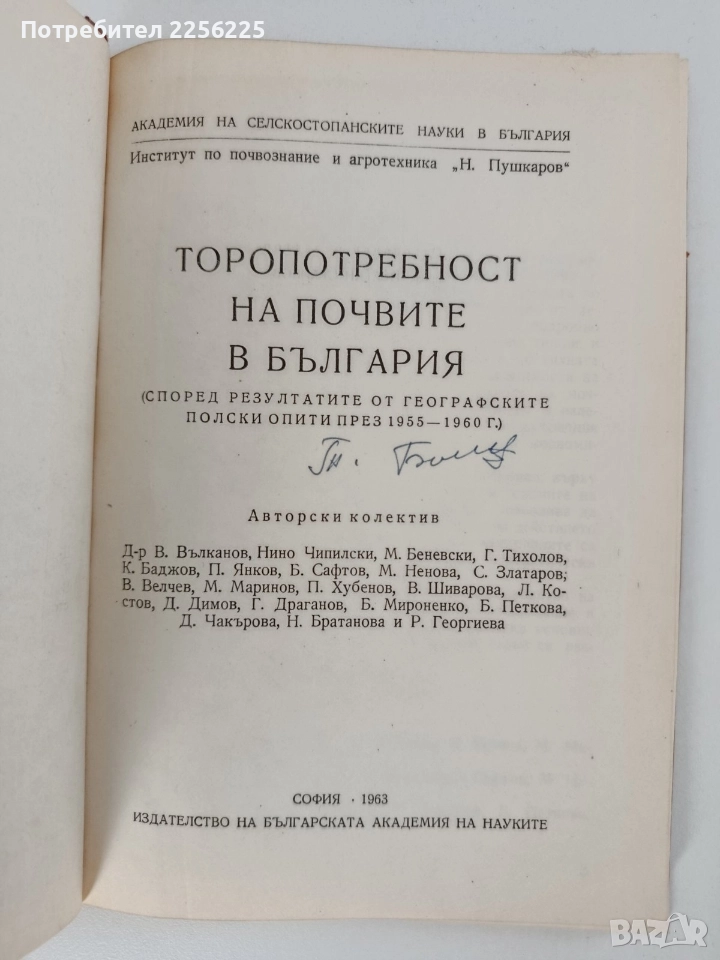 Потребител 2256225
АКАДЕМИЯ НА СЕЛСКОСТОПАНСКИТЕ НАУКИ В БЪЛГАРИЯ
Институт по почвознание и агротехника „Н. Пушкаров“
ТОРОПОТРЕБНОСТ
НА ПОЧВИТЕ
В БЪЛГАРИЯ
(СПОРЕД РЕЗУЛТАТИТЕ ОТ ГЕОГРАФСКИТЕ
ПОЛСКИ ОПИТИ ПРЕЗ 1955—1960 Г.)
Авторски колектив
Д-р В. Вълканов, Нино Чипилски, М. Беневски, Г. Тихолов,
К. Баджов, П. Янков, Б. Сафтов, М. Ненова, С. Златаров,
В. Велчев, М. Маринов, П. Хубенов, В. Шиварова, Л. Ко-
стов, Д. Димов, Г. Драганов, Б. Мироненко, Б. Петкова,
Д. Чакърова, Н. Братанова и Р. Георгиева
СОФИЯ · 1963
ИЗДАТЕЛСТВО НА БЪЛГАРСКАТА АКАДЕМИЯ НА НАУКИТЕ
BAZAR